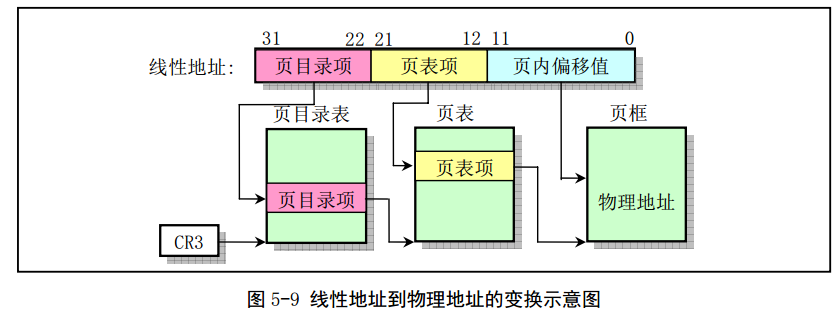 31 22 21 12 11 0
线性地址: 页目录项 页表项 页内偏移值
页目录表 页表 页框
页表项
页目录项 物理地址
CR3
图 5-9 线性地址到物理地址的变换示意图